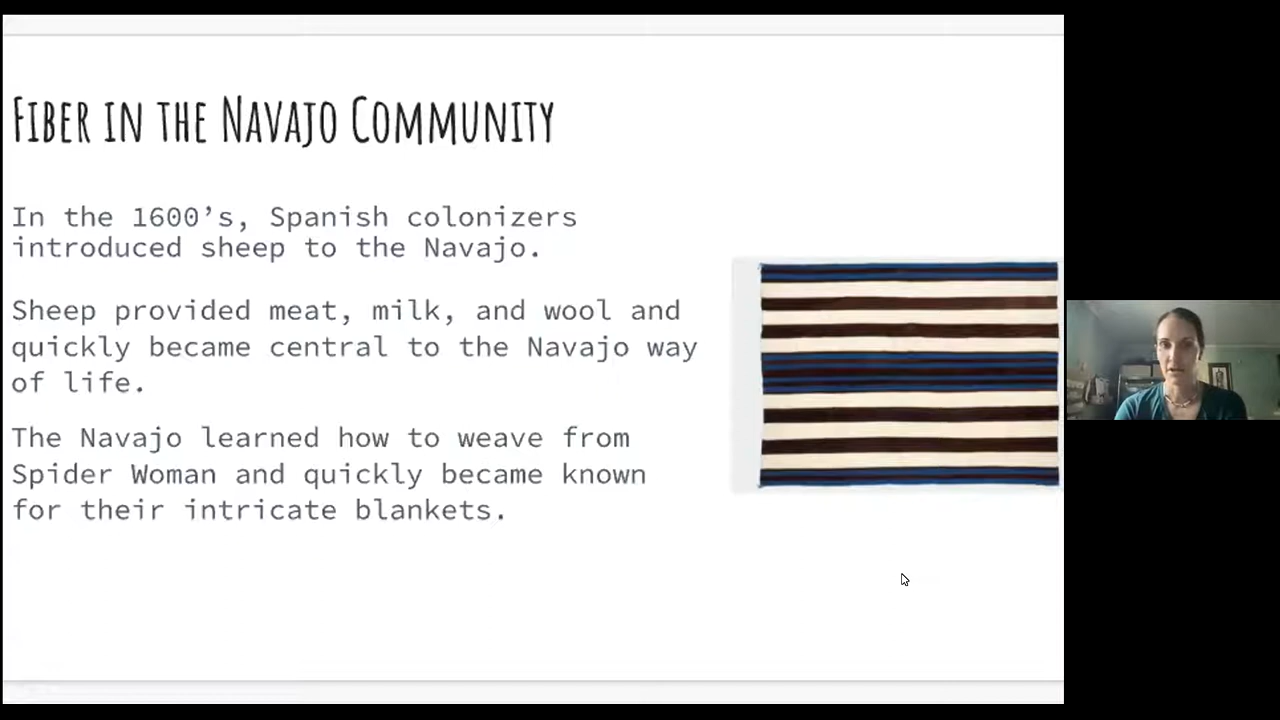 Fiber in the Navajo Community
In the 1600’s, Spanish colonizers
introduced sheep to the Navajo.
Sheep provided meat, milk, and wool and
quickly became central to the Navajo way
of life.
The Navajo learned how to weave from
Spider Woman and quickly became known
for their intricate blankets.